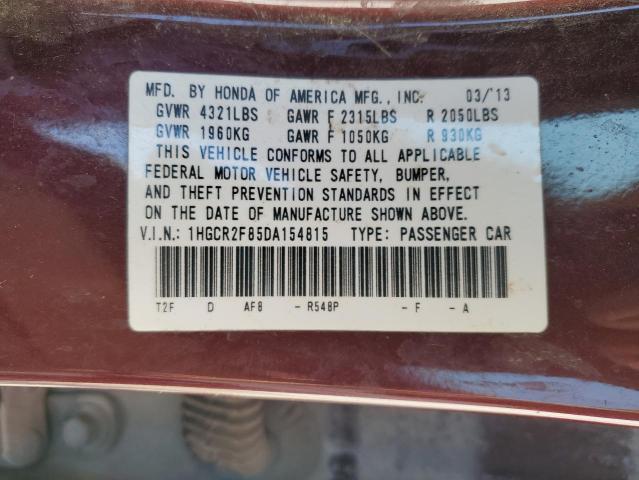 MFD. BY HONDA OF AMERICA MFG., INC. 03/13
GVWR 4321LBS GAWR F 2315LBS R 2050LBS
GVWR 1960KG GAWR F 1050KG R 930KG
THIS VEHICLE CONFORMS TO ALL APPLICABLE
FEDERAL MOTOR VEHICLE SAFETY, BUMPER,
AND THEFT PREVENTION STANDARDS IN EFFECT
ON THE DATE OF MANUFACTURE SHOWN ABOVE.
V.I.N.: 1HGCR2F85DA154815 TYPE: PASSENGER CAR
T2F D AF8 - R548P - F - A